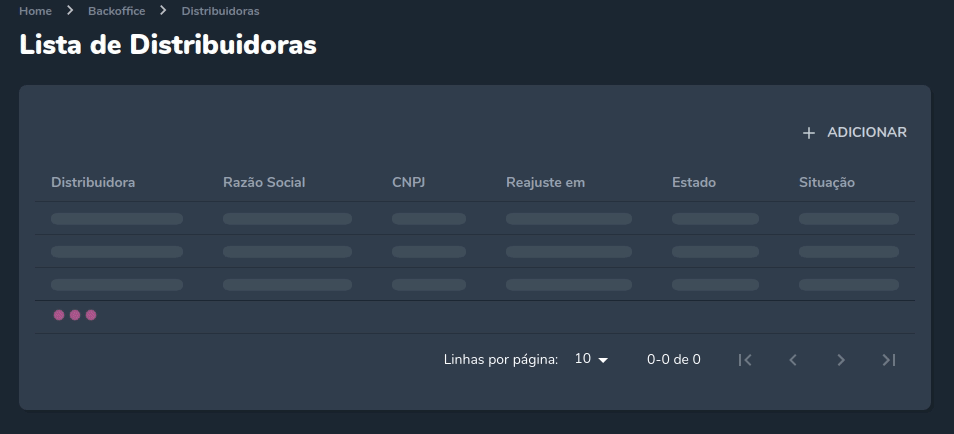 Home > Backoffice > Distribuidoras
Lista de Distribuidoras
+ ADICIONAR
Distribuidora Razão Social CNPJ Reajuste em Estado Situação
Linhas por página: 10 0-0 de 0